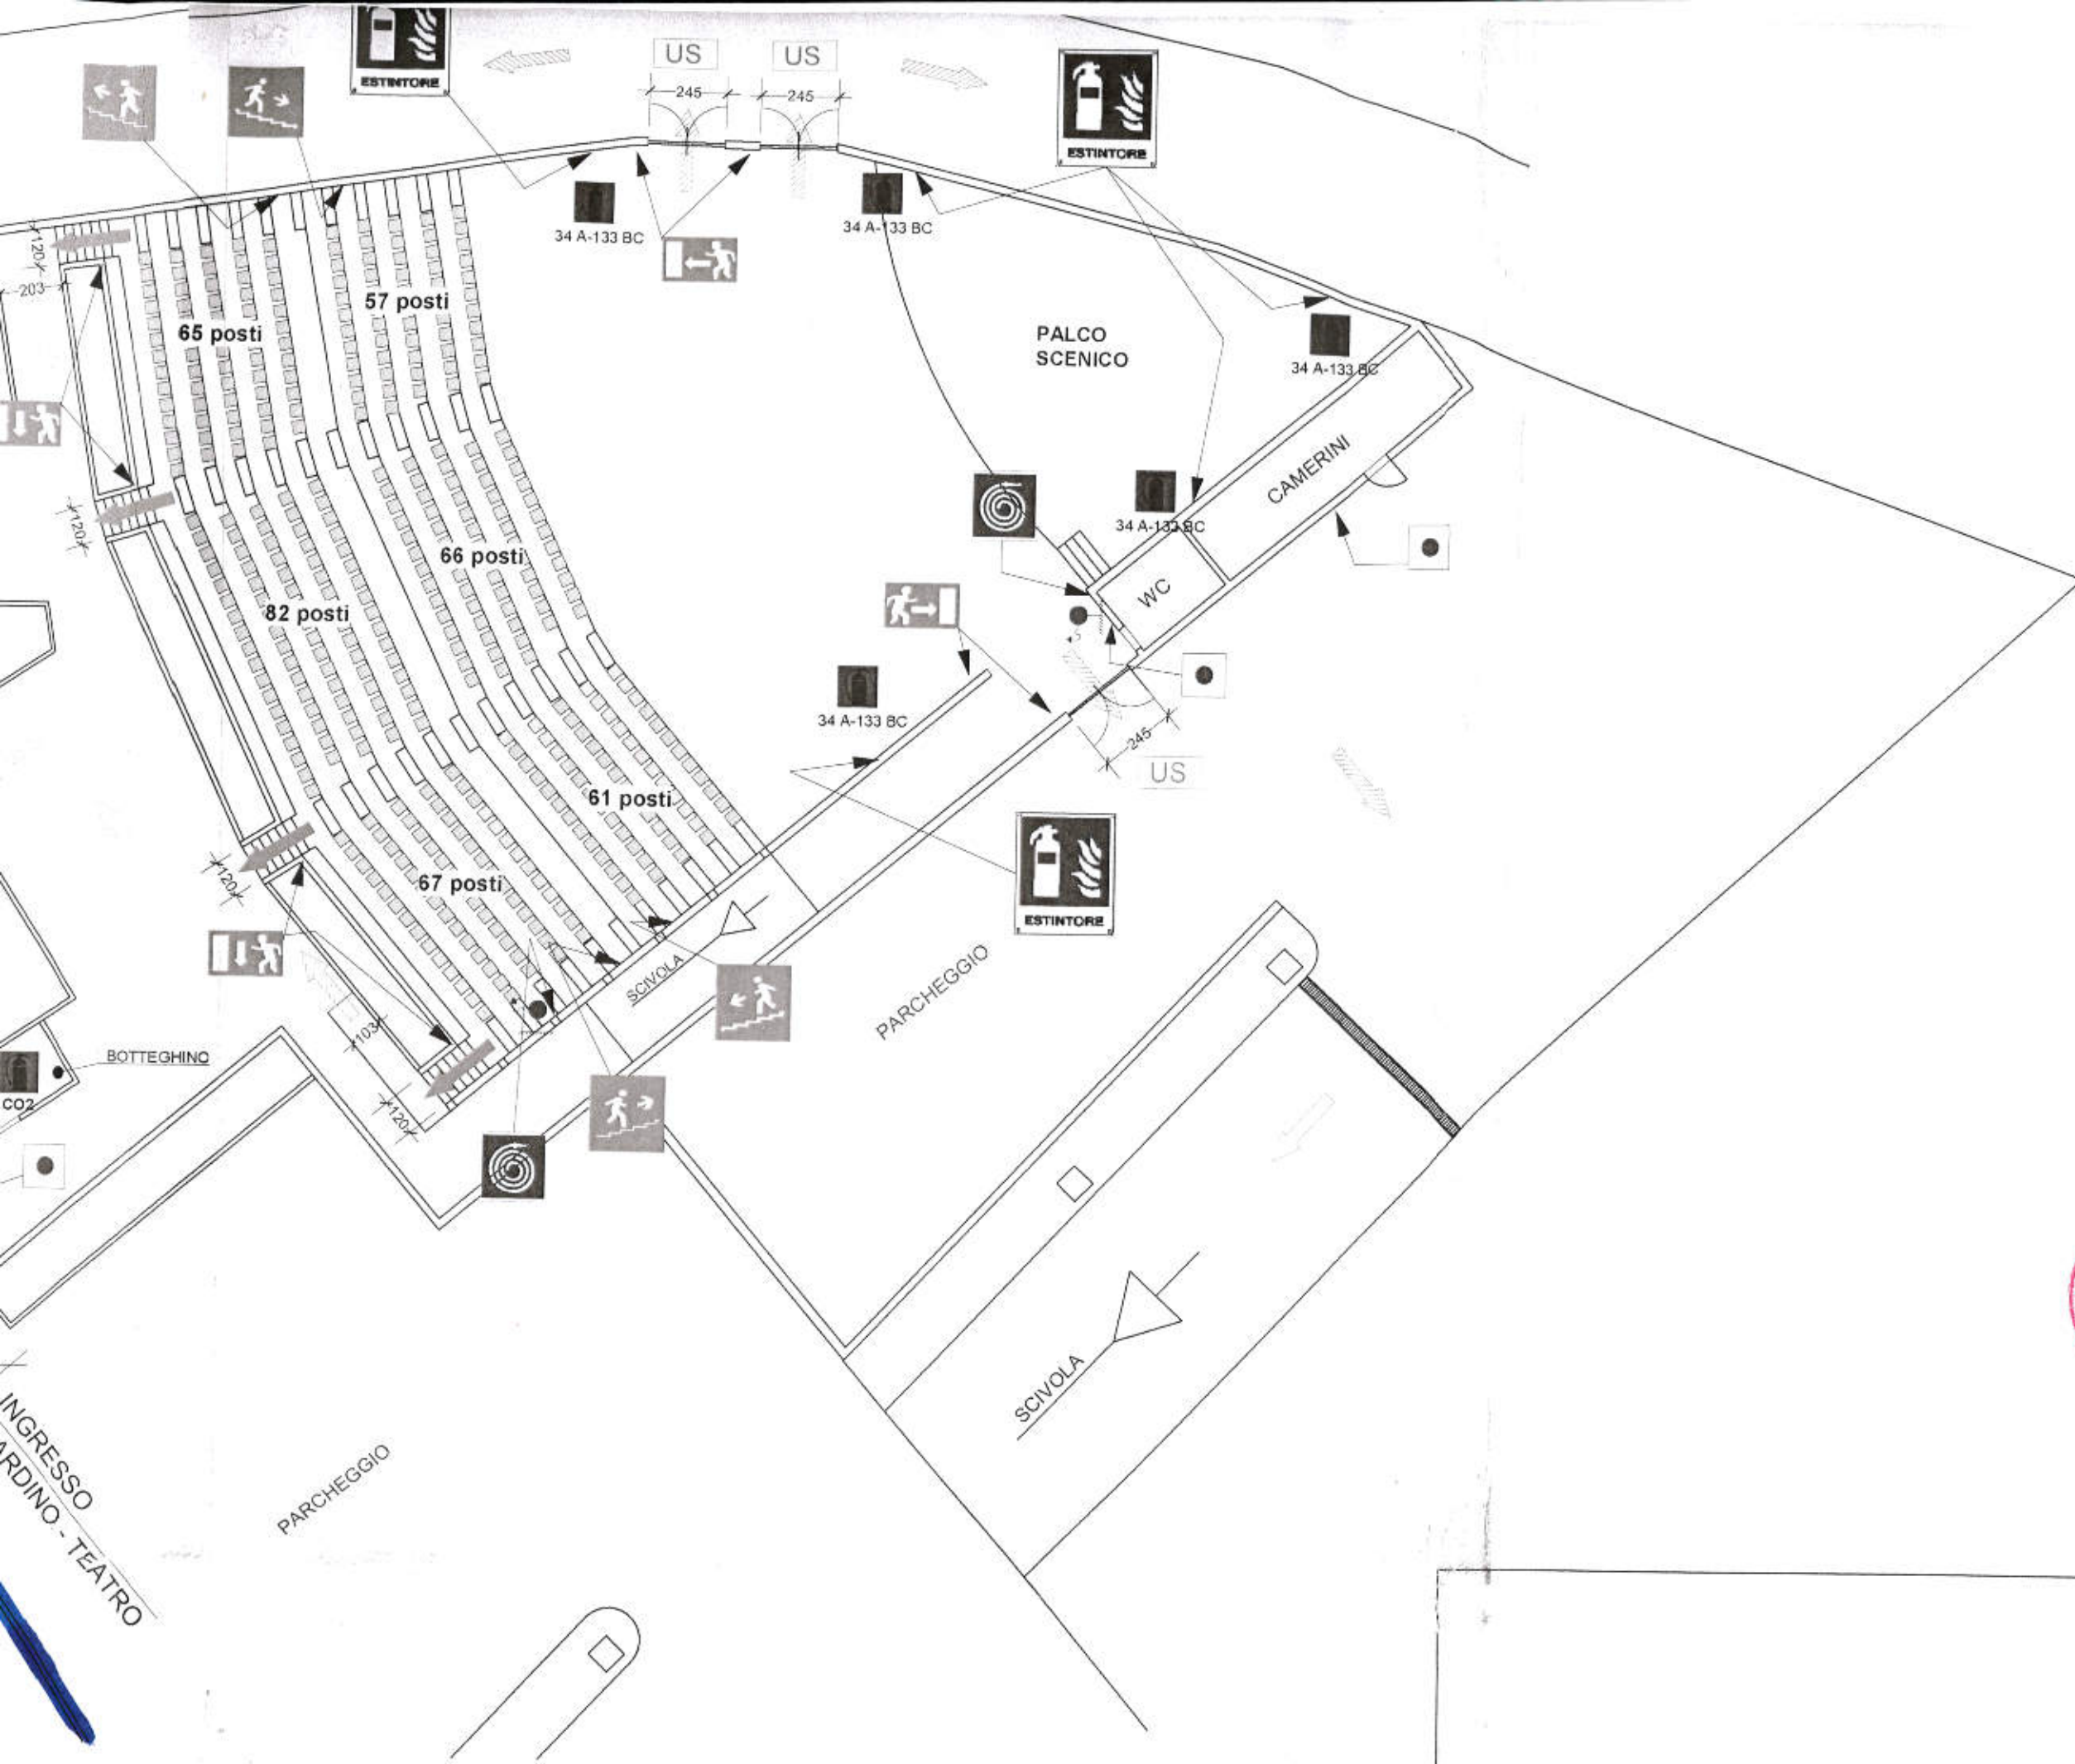 ESTINTORE
US
US
245
245
ESTINTORE
34 A-133 BC
34 A-133 BC
120
203
57 posti
65 posti
PALCO
SCENICO
34 A-133 BC
CAMERINI
34 A-133 BC
120
66 posti
WC
82 posti
34 A-133 BC
245
US
61 posti
120
67 posti
ESTINTORE
SCIVOLA
PARCHEGGIO
103
BOTTEGHINO
CO2
120
SCIVOLA
INGRESSO
ARDINO - TEATRO
PARCHEGGIO